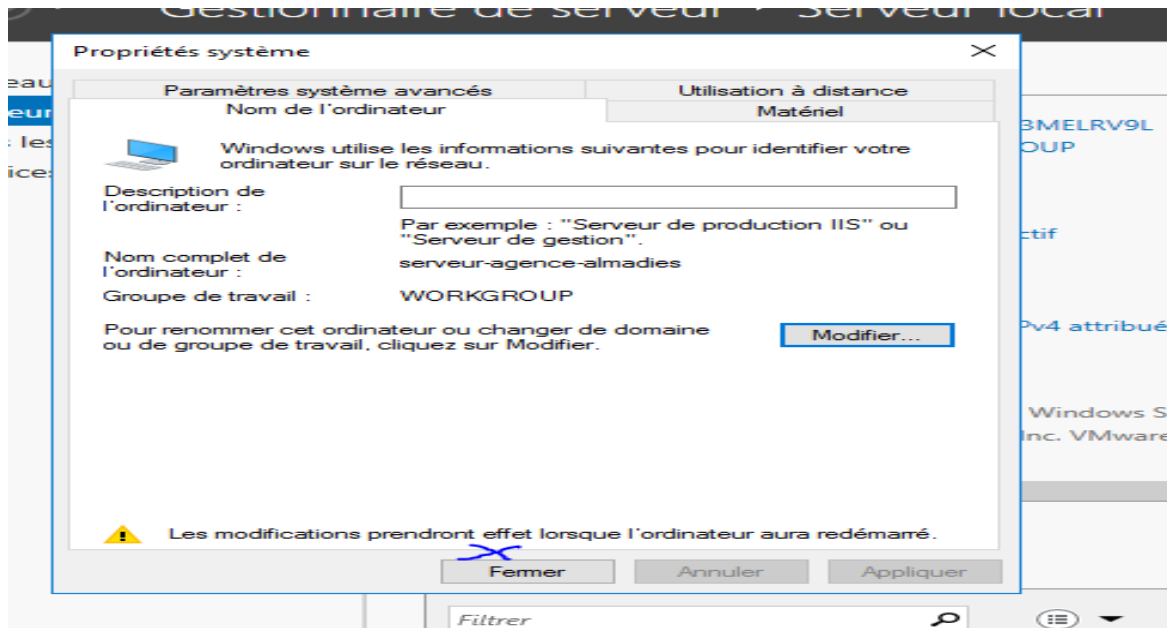 Gestionnaire de serveur Serveur local
Propriétés système
Paramètres système avancés
Utilisation à distance
Nom de l'ordinateur
Matériel
Windows utilise les informations suivantes pour identifier votre
ordinateur sur le réseau.
Description de
l'ordinateur :
Par exemple : "Serveur de production IIS" ou
"Serveur de gestion".
Nom complet de
l'ordinateur :
serveur-agence-almadies
Groupe de travail :
WORKGROUP
Pour renommer cet ordinateur ou changer de domaine
ou de groupe de travail, cliquez sur Modifier.
Modifier...
Les modifications prendront effet lorsque l'ordinateur aura redémarré.
Fermer
Annuler
Appliquer
eau
eur
les
ice
3MELRV9L
OUP
ctif
Pv4 attribué
Windows S
Inc. VMware
Filtrer